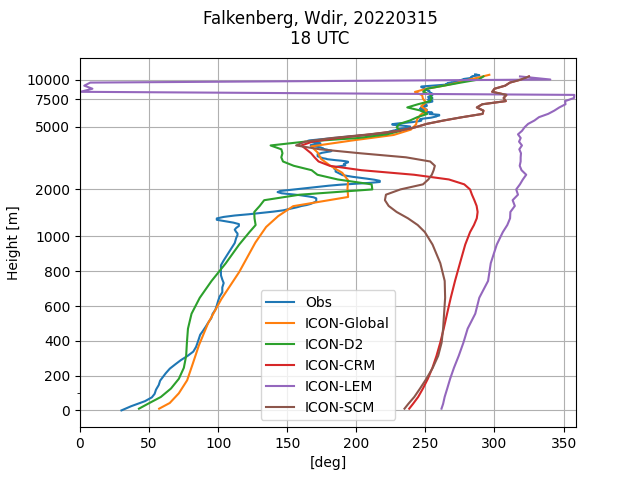 Falkenberg, Wdir, 20220315
18 UTC
10000
7500
5000
2000
1000
800
600
400
200
0
Height [m]
Obs
ICON-Global
ICON-D2
ICON-CRM
ICON-LEM
ICON-SCM
0 50 100 150 200 250 300 350
[deg]